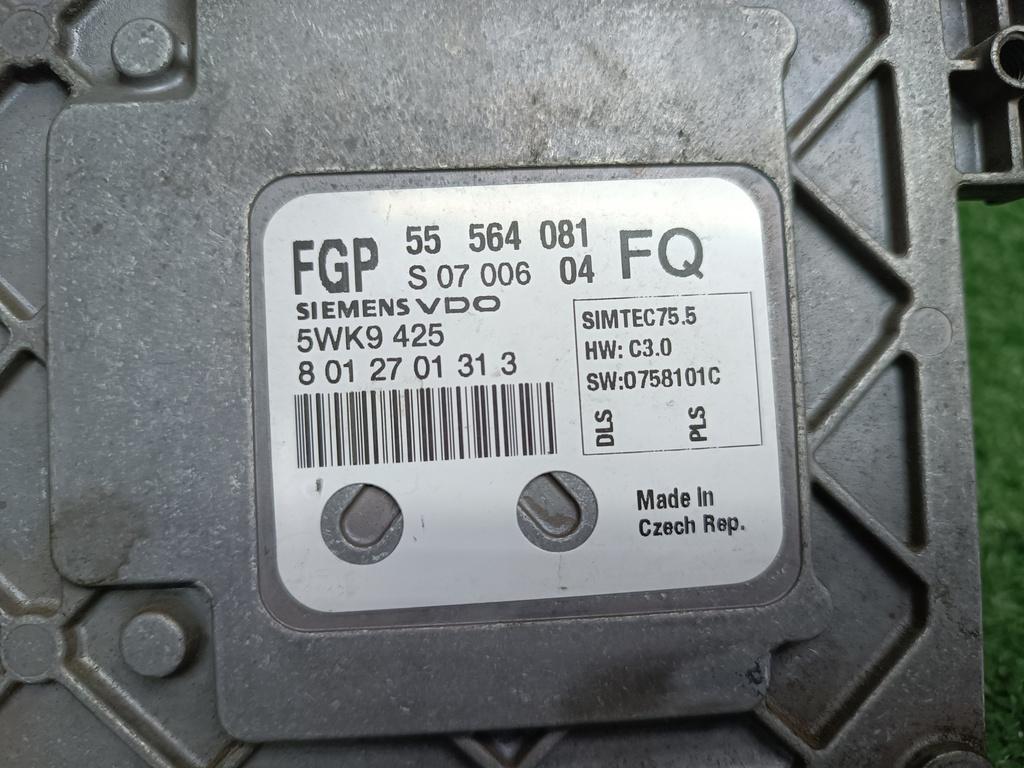 FGP 55 564 081 FQ
S 07 006 04
SIEMENS VDO
5WK9 425
8 01 27 01 31 3
SIMTEC75.5
HW: C3.0
SW:0758101C
DLS PLS
Made In
Czech Rep.